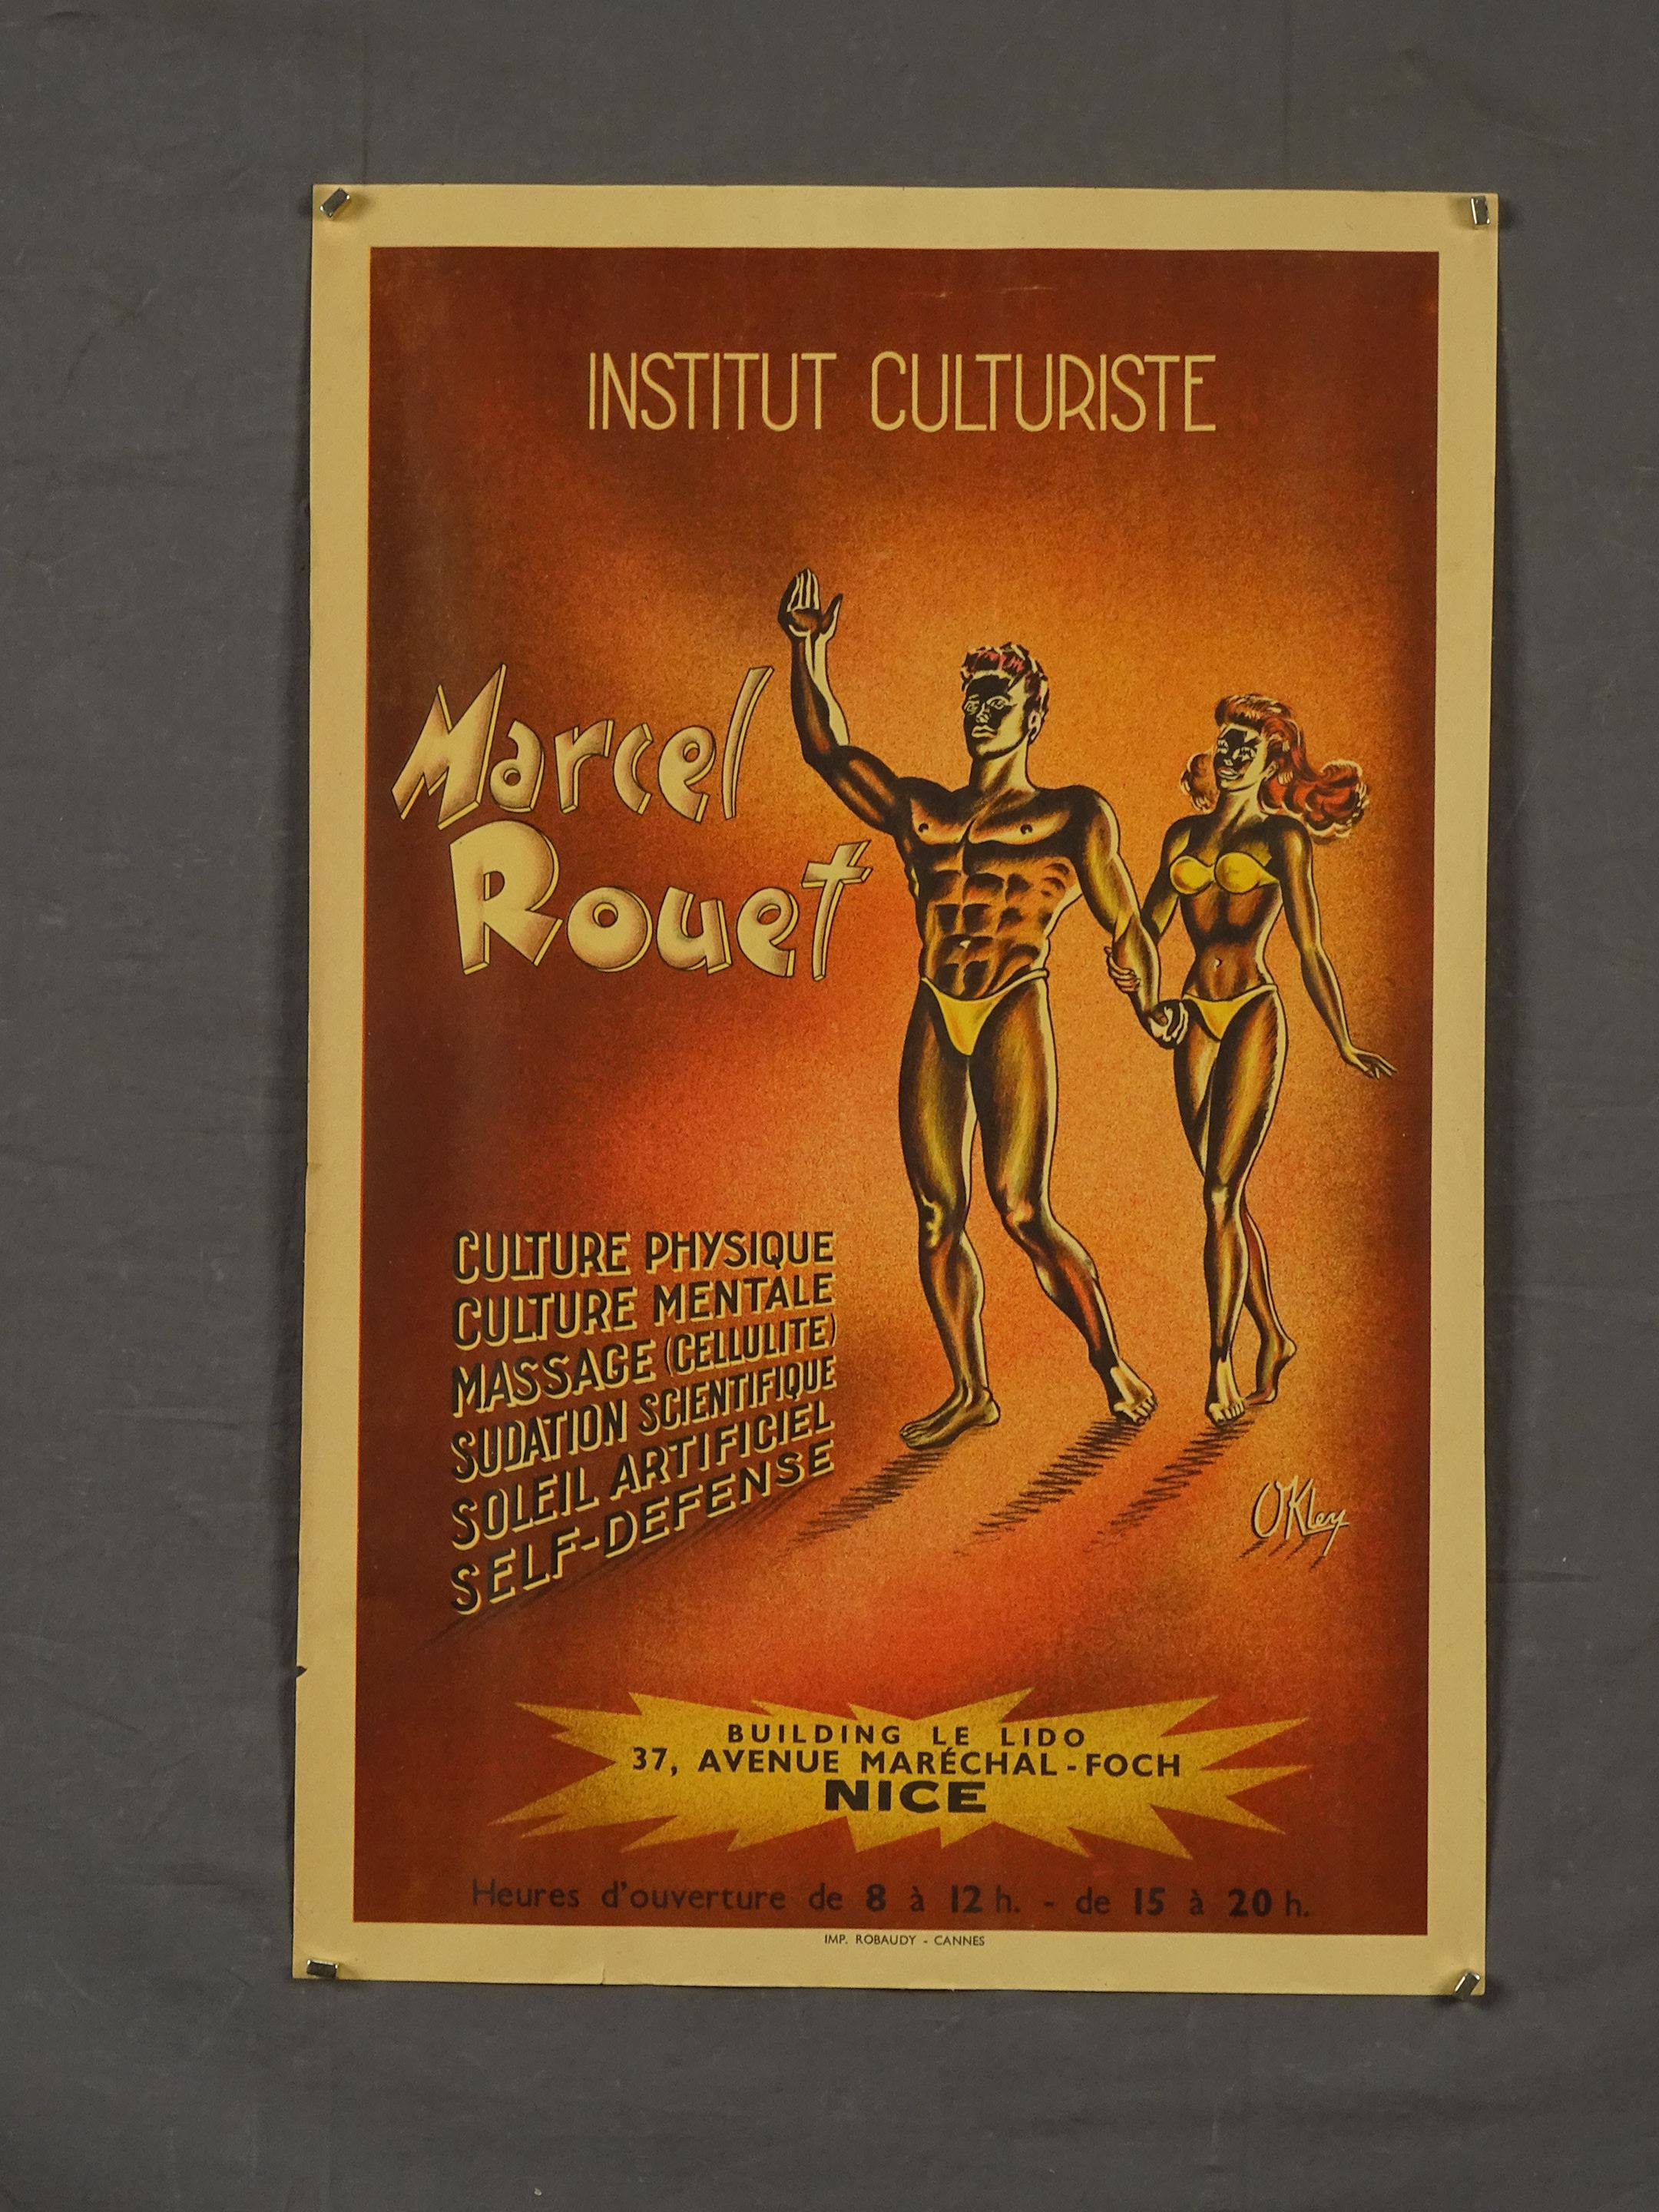 INSTITUT CULTURISTE
Marcel
Rouet
CULTURE PHYSIQUE
CULTURE MENTALE
MASSAGE (CELLULITE)
SUDATION SCIENTIFIQUE
SOLEIL ARTIFICIEL
SELF-DEFENSE
O'Kley
BUILDING LE LIDO
37, AVENUE MARÉCHAL-FOCH
NICE
Heures d'ouverture de 8 à 12 h. - de 15 à 20 h.
IMP. ROBAUDY - CANNES